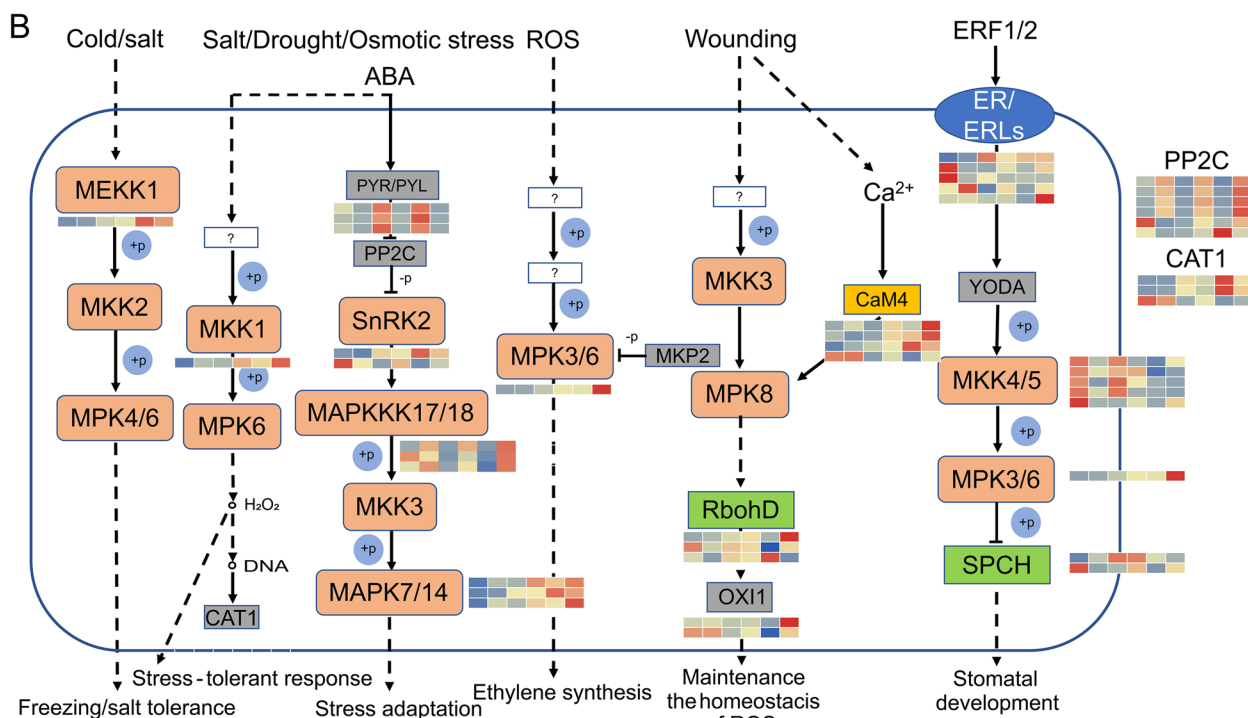 B
Cold/salt
Salt/Drought/Osmotic stress
ROS
Wounding
ERF1/2
ABA
ER/
ERLs
PP2C
CAT1
MEKK1
+p
MKK2
+p
MPK4/6
?
+p
MKK1
+p
MPK6
H₂O₂
DNA
CAT1
PYR/PYL
PP2C
-p
SnRK2
MAPKKK17/18
+p
MKK3
+p
MAPK7/14
?
+p
?
+p
MPK3/6
-p
MKP2
?
+p
MKK3
MPK8
Ca²⁺
CaM4
RbohD
OXI1
YODA
+p
MKK4/5
+p
MPK3/6
+p
SPCH
Stress-tolerant response
Freezing/salt tolerance
Stress adaptation
Ethylene synthesis
Maintenance
the homeostacis
of ROS
Stomatal
development